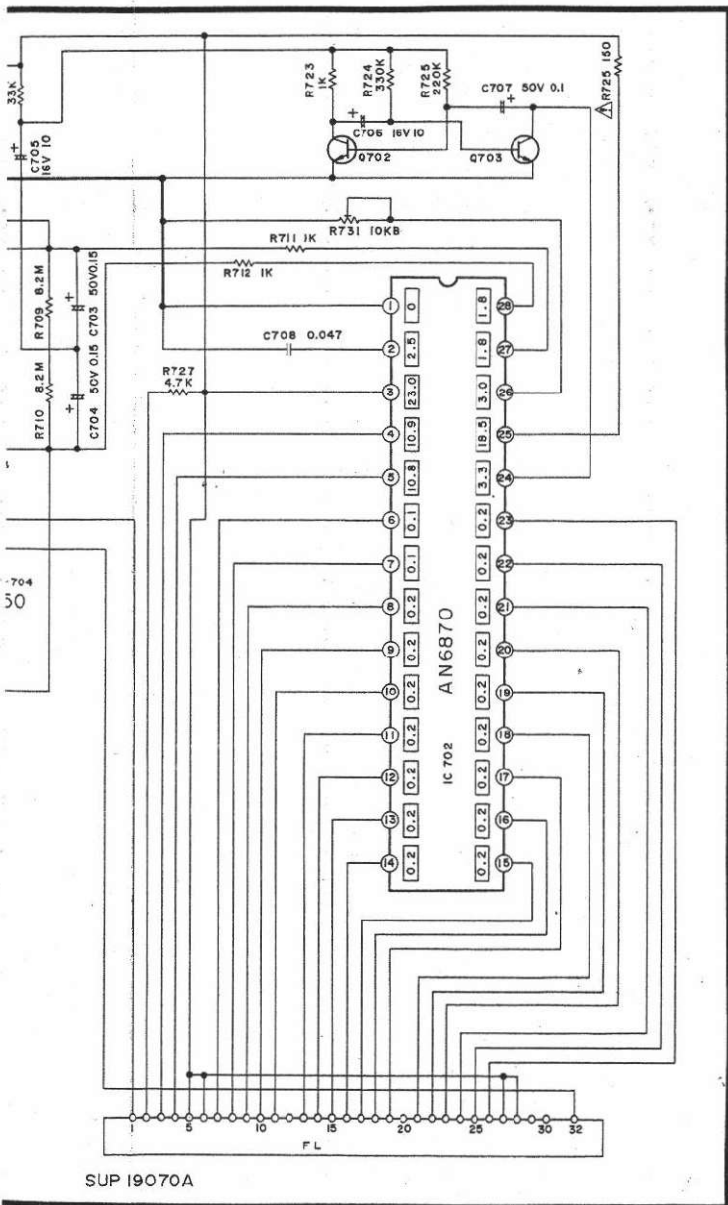 33K
C705
16V 10
R723
1K
R724
330K
R725
220K
C707 50V 0.1
R725 150
C706 16V 10
Q702
Q703
R731 10KB
R711 1K
R712 1K
R709 8.2M
C703 50V0.15
R710 8.2M
C704 50V 0.15
C708 0.047
R727
4.7K
1 0 1.8 28
2 2.5 1.8 27
3 23.0 3.0 26
4 10.9 18.5 25
5 10.8 3.3 24
6 0.1 0.2 23
7 0.1 0.2 22
8 0.2 0.2 21
9 0.2 0.2 20
10 0.2 0.2 19
11 0.2 0.2 18
12 0.2 0.2 17
13 0.2 0.2 16
14 0.2 0.2 15
AN6870
IC 702
-704
50
1 5 10 15 20 25 30 32
FL
SUP 19070A